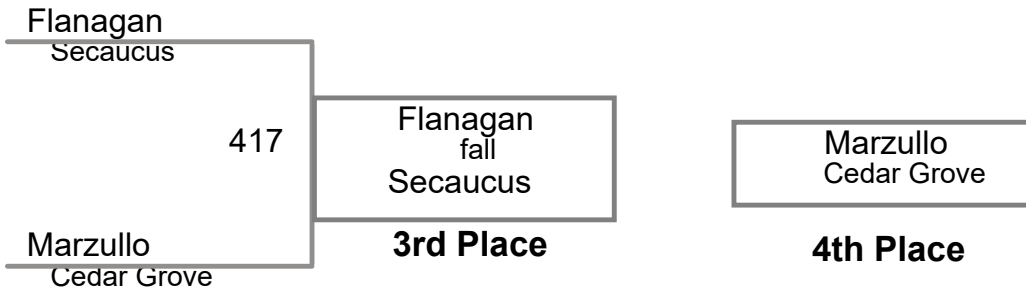 Flanagan
Secaucus
417
Marzullo
Cedar Grove
Flanagan
fall
Secaucus
3rd Place
Marzullo
Cedar Grove
4th Place